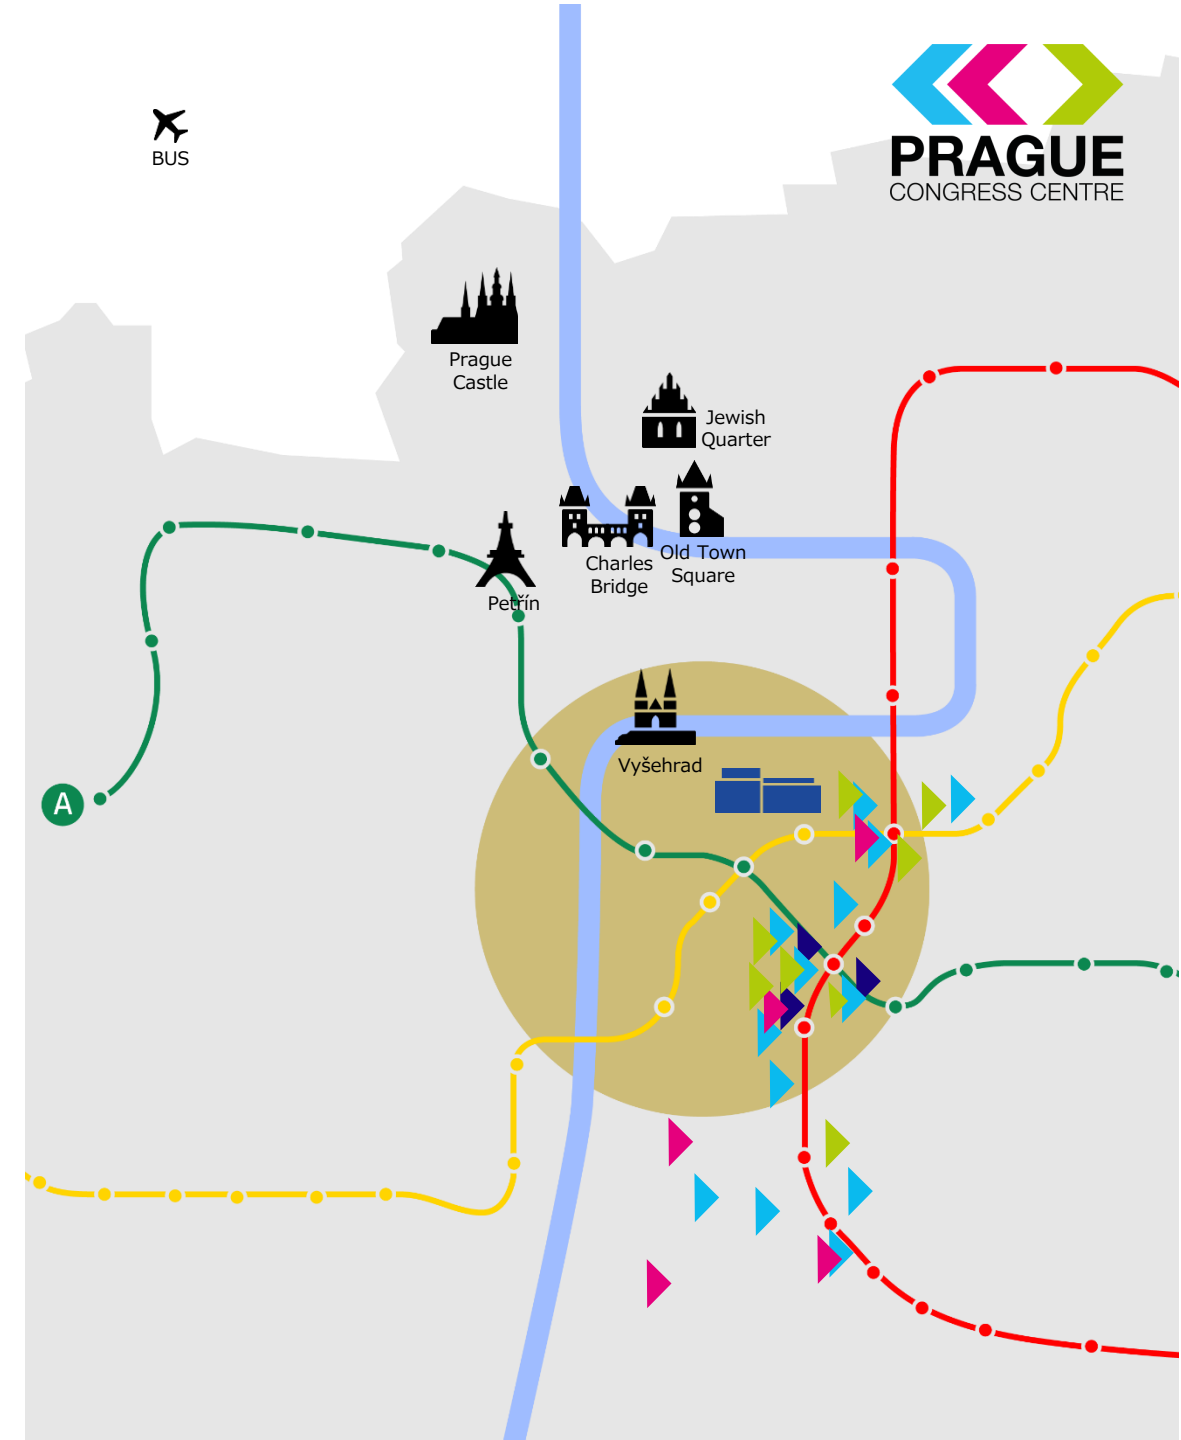 PRAGUE
CONGRESS CENTRE
BUS
Prague
Castle
Jewish
Quarter
Old Town
Square
Charles
Bridge
Petřín
Vyšehrad
A